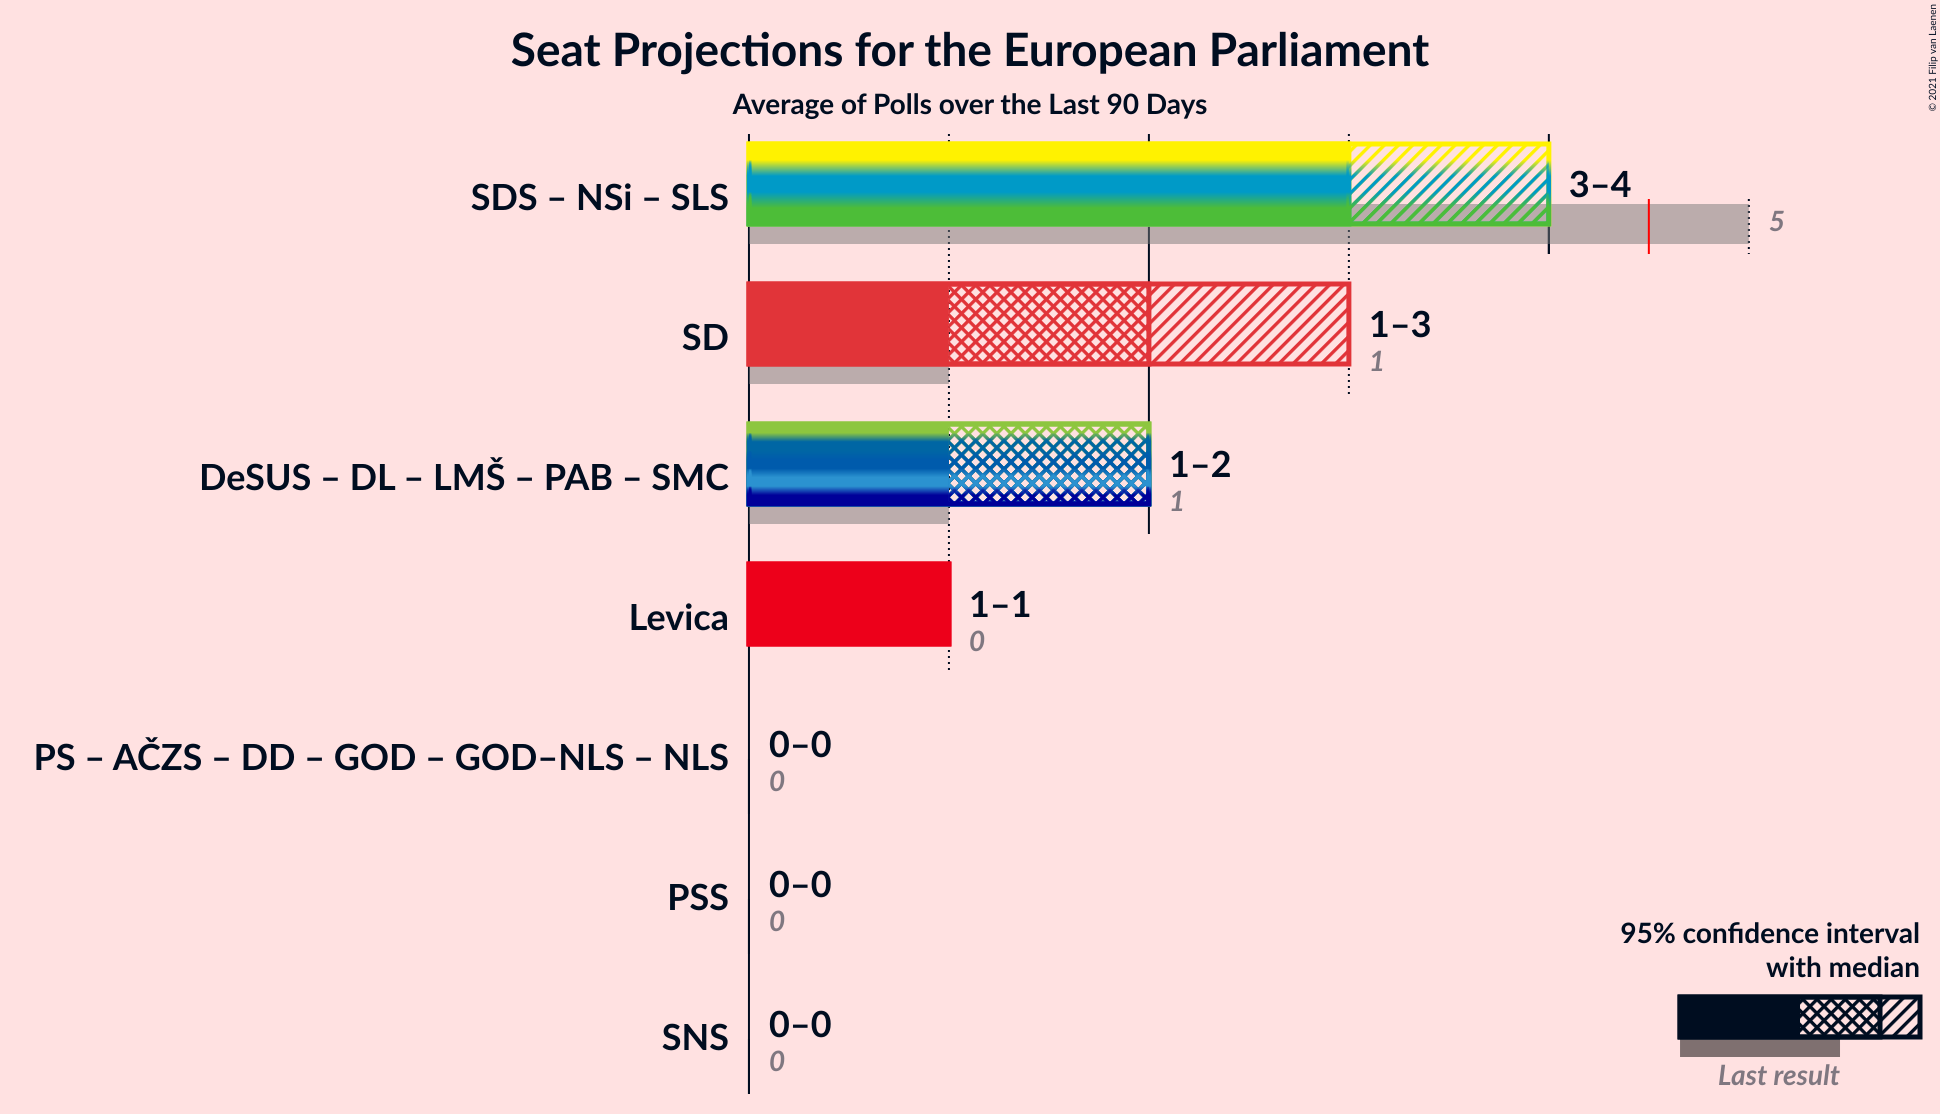 Seat Projections for the European Parliament
Average of Polls over the Last 90 Days
© 2021 Filip van Laenen
SDS – NSi – SLS
3–4
5
SD
1–3
1
DeSUS – DL – LMŠ – PAB – SMC
1–2
1
Levica
1–1
0
PS – AČZS – DD – GOD – GOD–NLS – NLS
0–0
0
PSS
0–0
0
SNS
0–0
0
95% confidence interval
with median
Last result